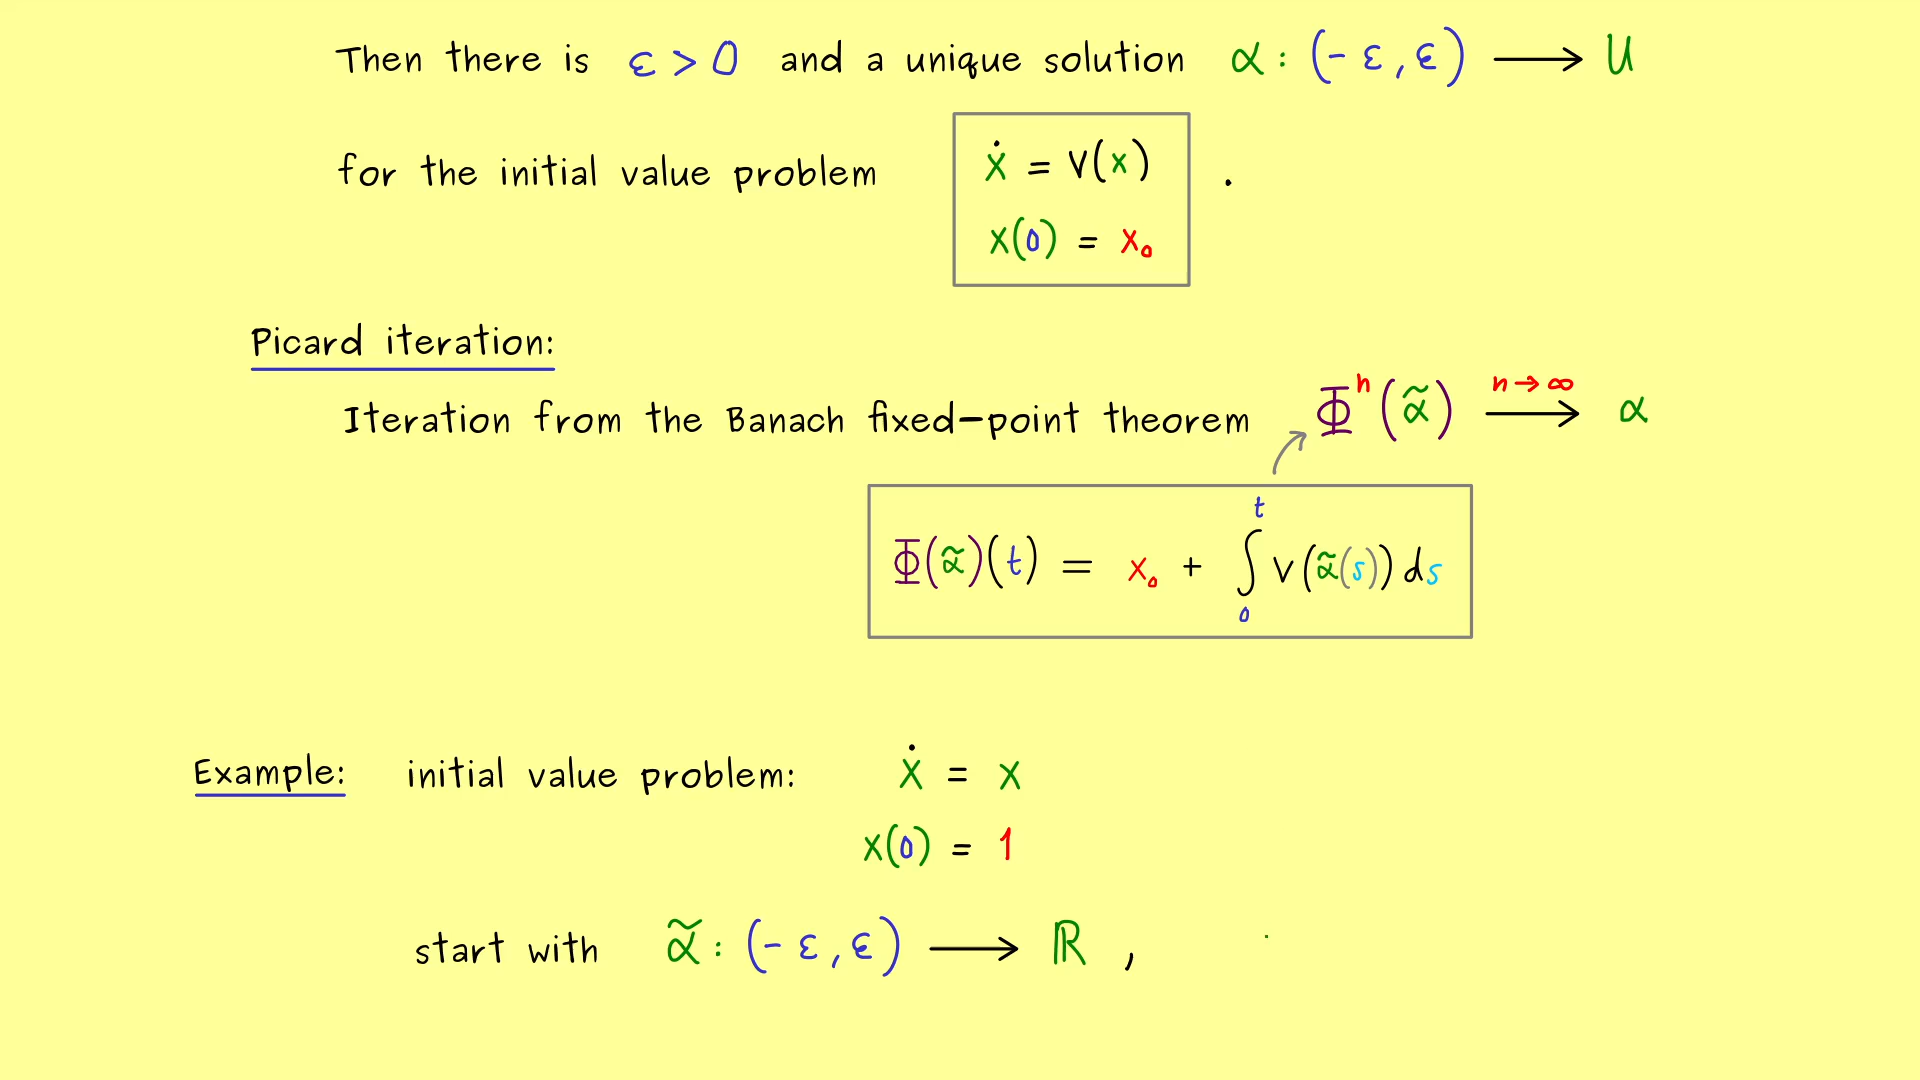 Then there is ε > 0 and a unique solution α : (-ε, ε) ⟶ U
for the initial value problem ẋ = v(x) .
x(0) = x₀
Picard iteration:
Iteration from the Banach fixed-point theorem Φⁿ(α̃) ⟶ α
n→∞
Φ(α̃)(t) = x₀ + ∫₀ᵗ v(α̃(s)) ds
Example: initial value problem: ẋ = x
x(0) = 1
start with α̃ : (-ε, ε) ⟶ ℝ ,